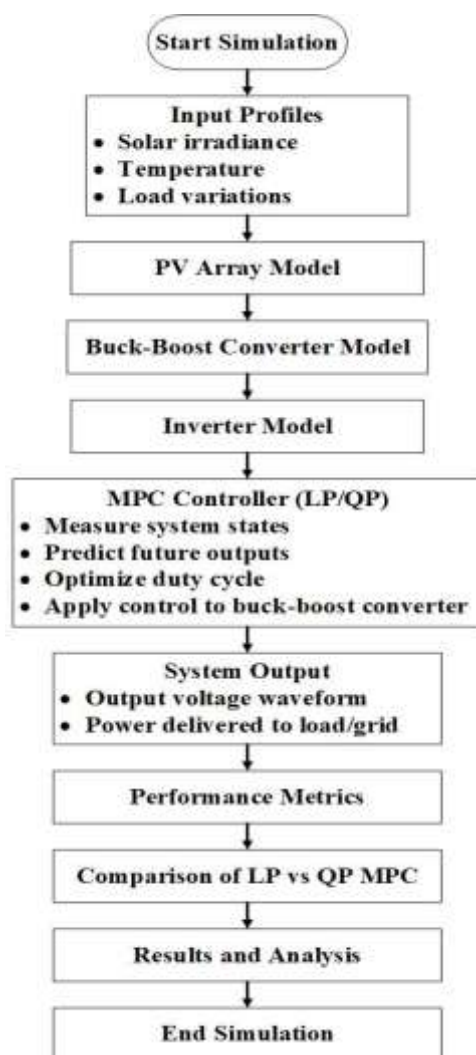 Start Simulation
Input Profiles
• Solar irradiance
• Temperature
• Load variations
PV Array Model
Buck-Boost Converter Model
Inverter Model
MPC Controller (LP/QP)
• Measure system states
• Predict future outputs
• Optimize duty cycle
• Apply control to buck-boost converter
System Output
• Output voltage waveform
• Power delivered to load/grid
Performance Metrics
Comparison of LP vs QP MPC
Results and Analysis
End Simulation